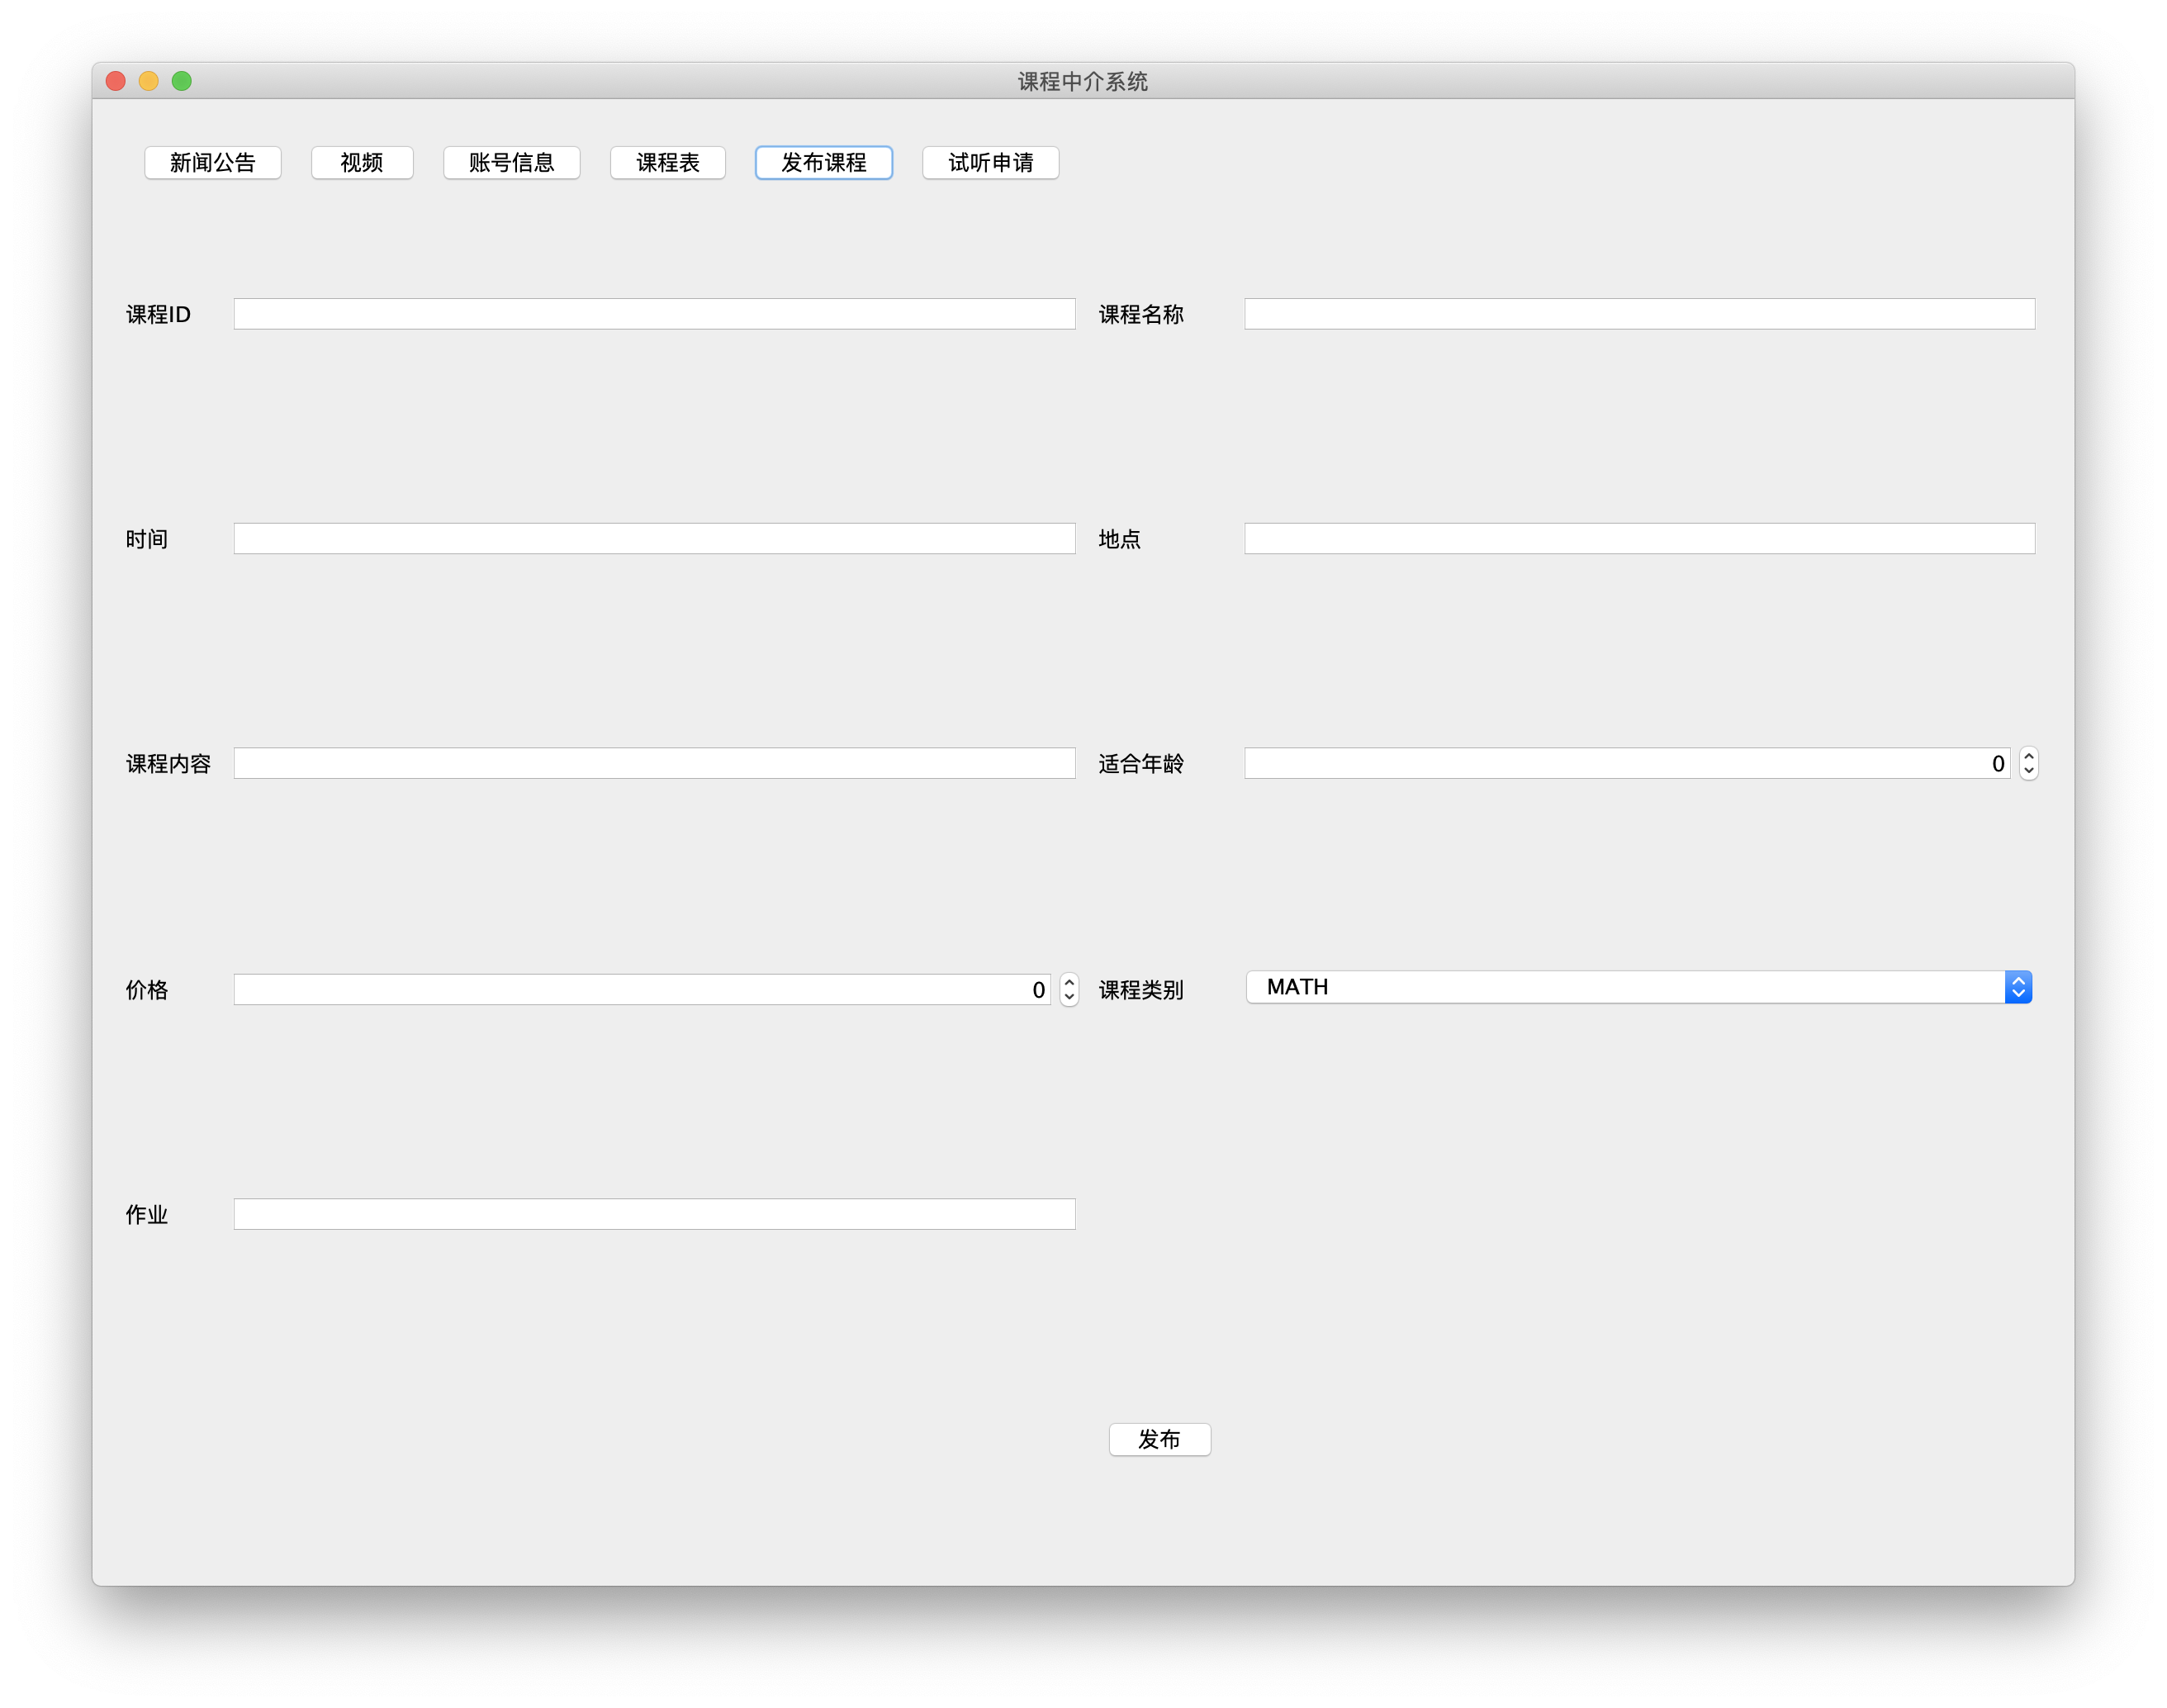 课程中介系统
新闻公告 视频 账号信息 课程表 发布课程 试听申请
课程ID 课程名称
时间 地点
课程内容 适合年龄 0
价格 0 课程类别 MATH
作业
发布